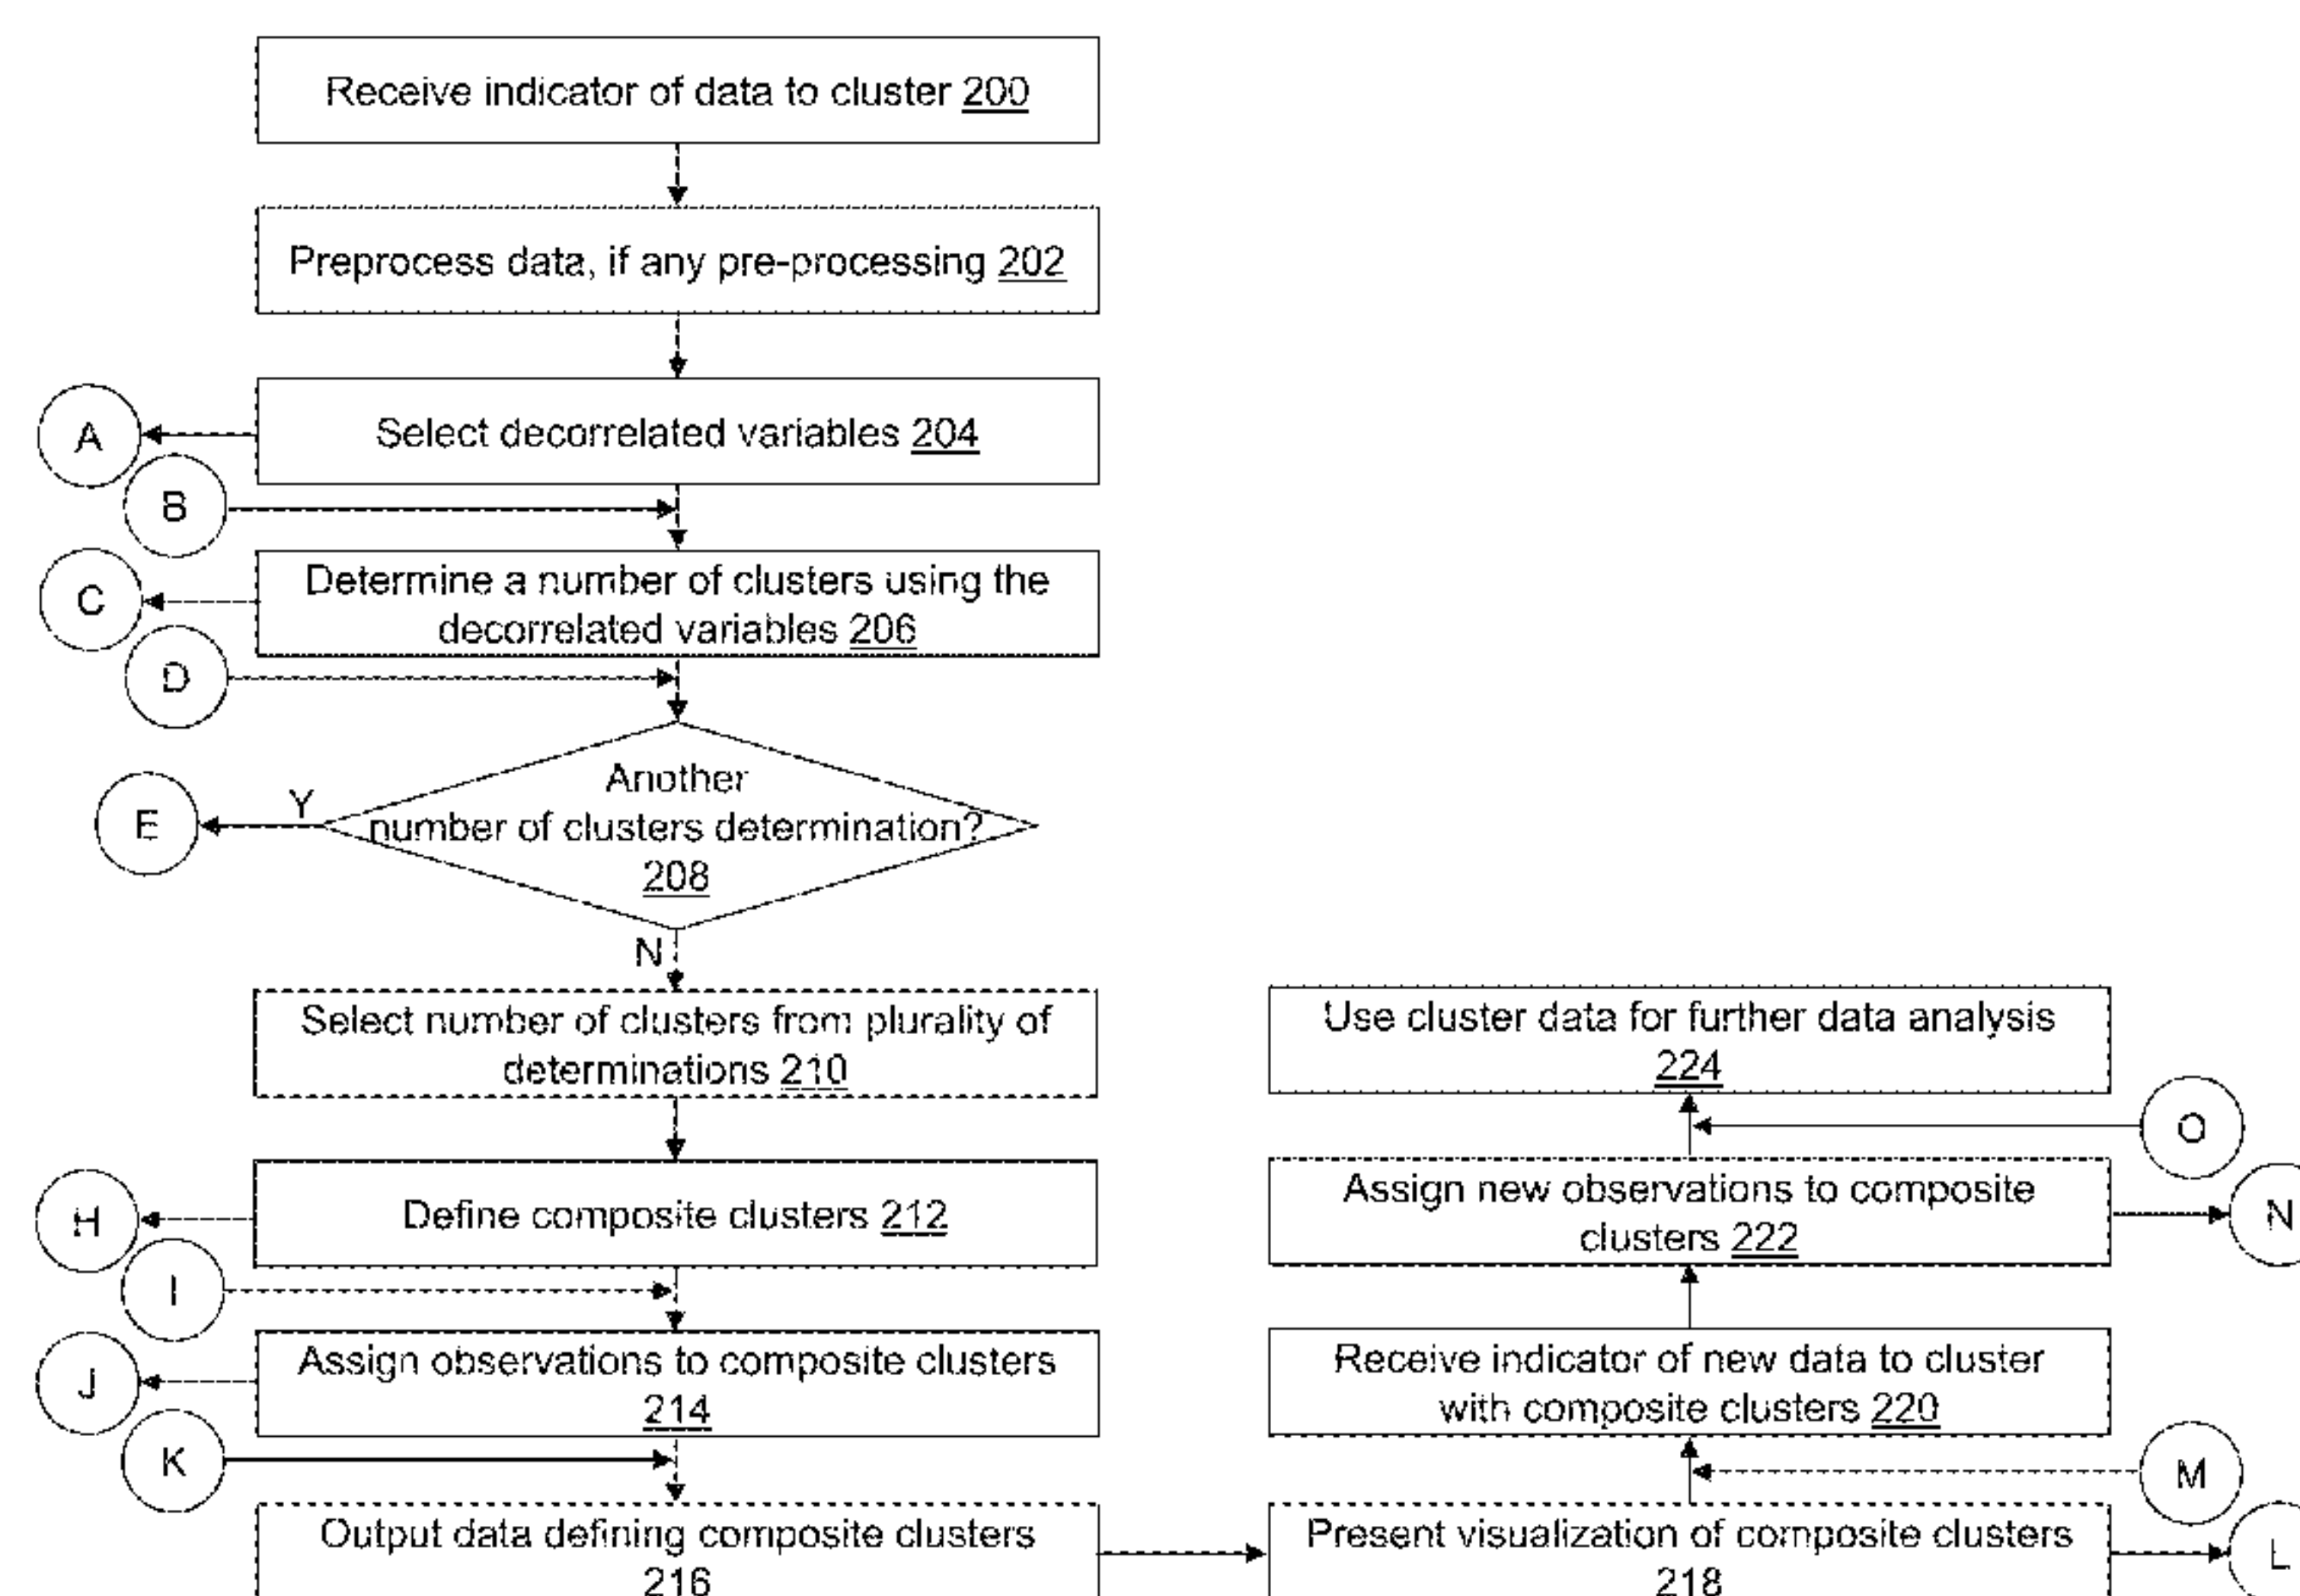 Receive indicator of data to cluster 200
Preprocess data, if any pre-processing 202
A
Select decorrelated variables 204
B
C
Determine a number of clusters using the
decorrelated variables 206
D
Another
number of clusters determination?
208
Y
E
N
Select number of clusters from plurality of
determinations 210
H
Define composite clusters 212
I
J
Assign observations to composite clusters
214
K
Output data defining composite clusters
216
Present visualization of composite clusters
218
L
M
Receive indicator of new data to cluster
with composite clusters 220
Assign new observations to composite
clusters 222
N
O
Use cluster data for further data analysis
224